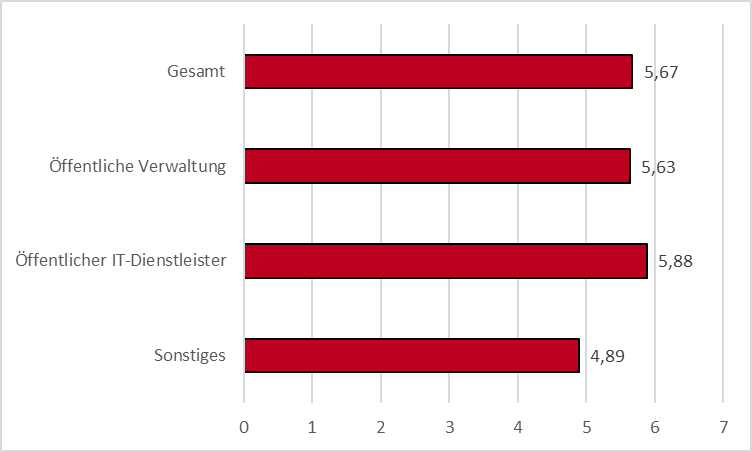 Gesamt 5,67
Öffentliche Verwaltung 5,63
Öffentlicher IT-Dienstleister 5,88
Sonstiges 4,89
0 1 2 3 4 5 6 7